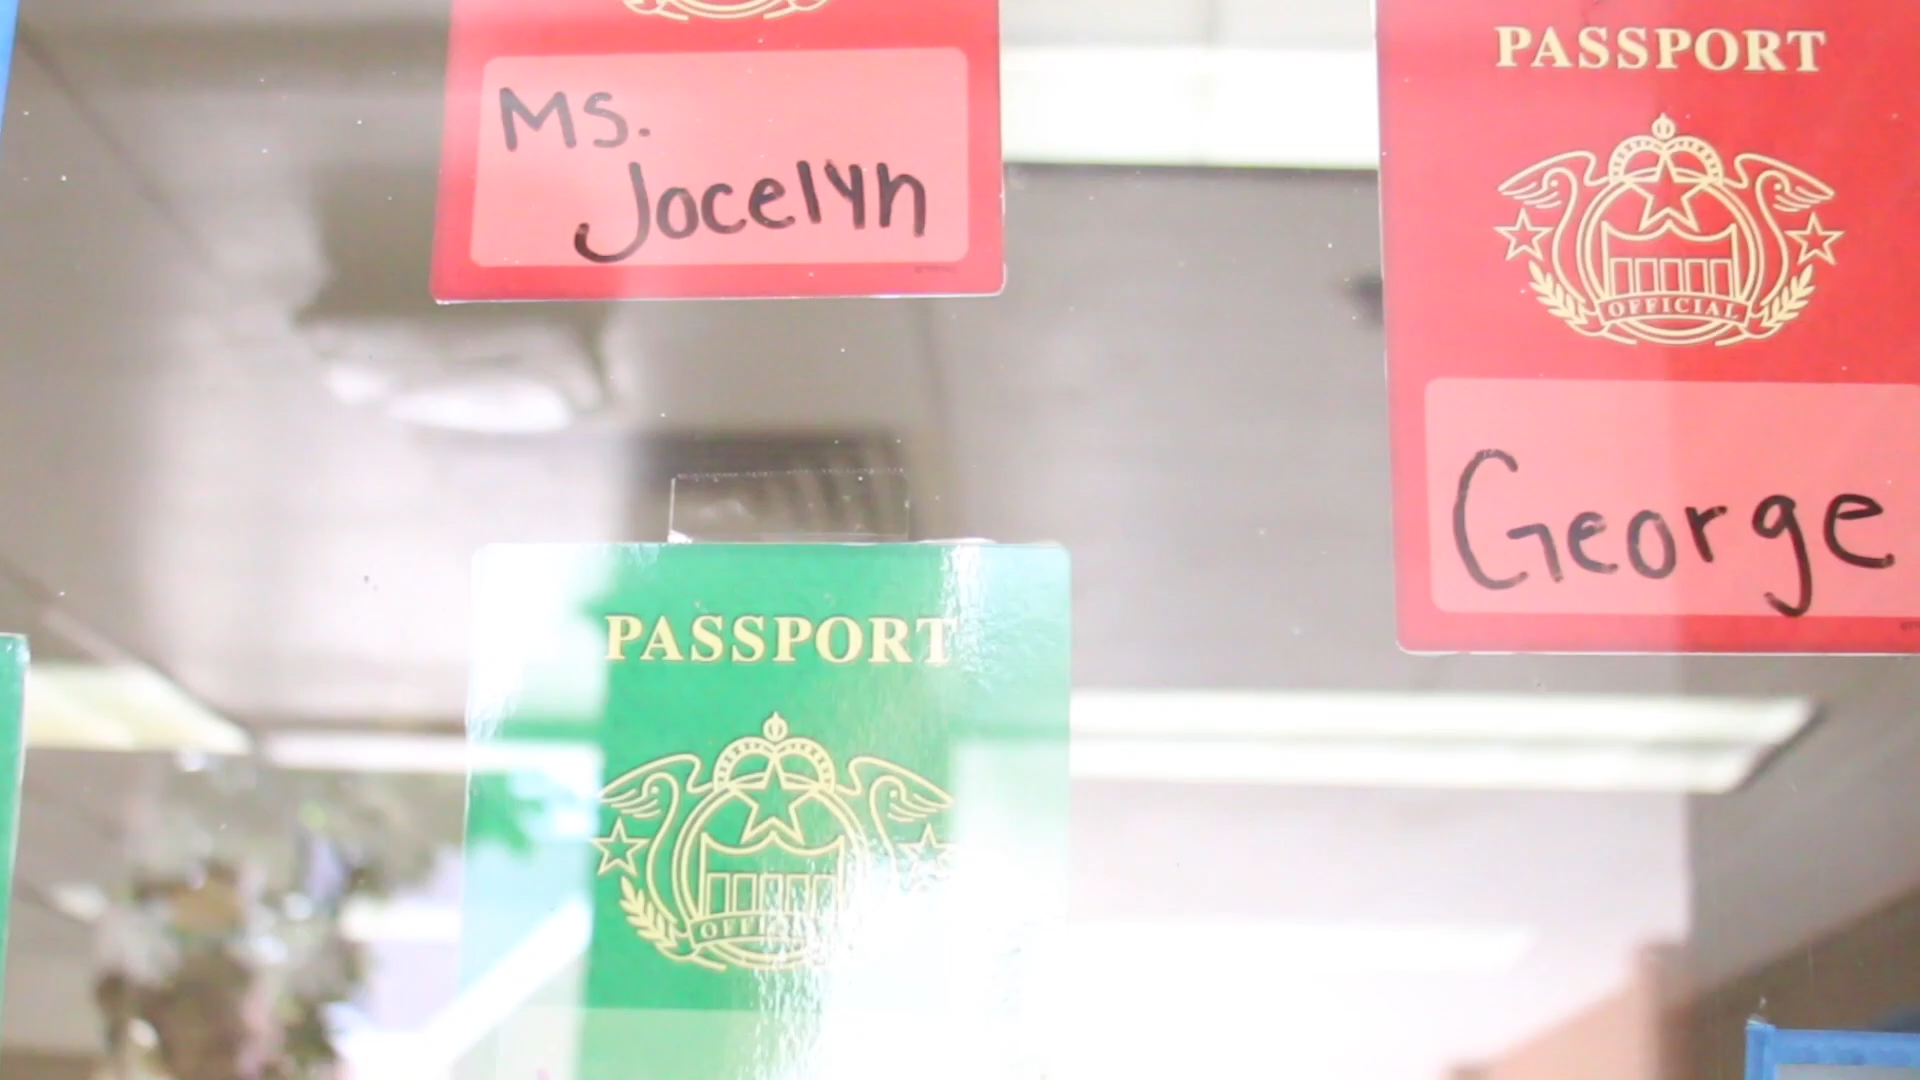 Ms.
Jocelyn
PASSPORT
OFFICIAL
George
PASSPORT